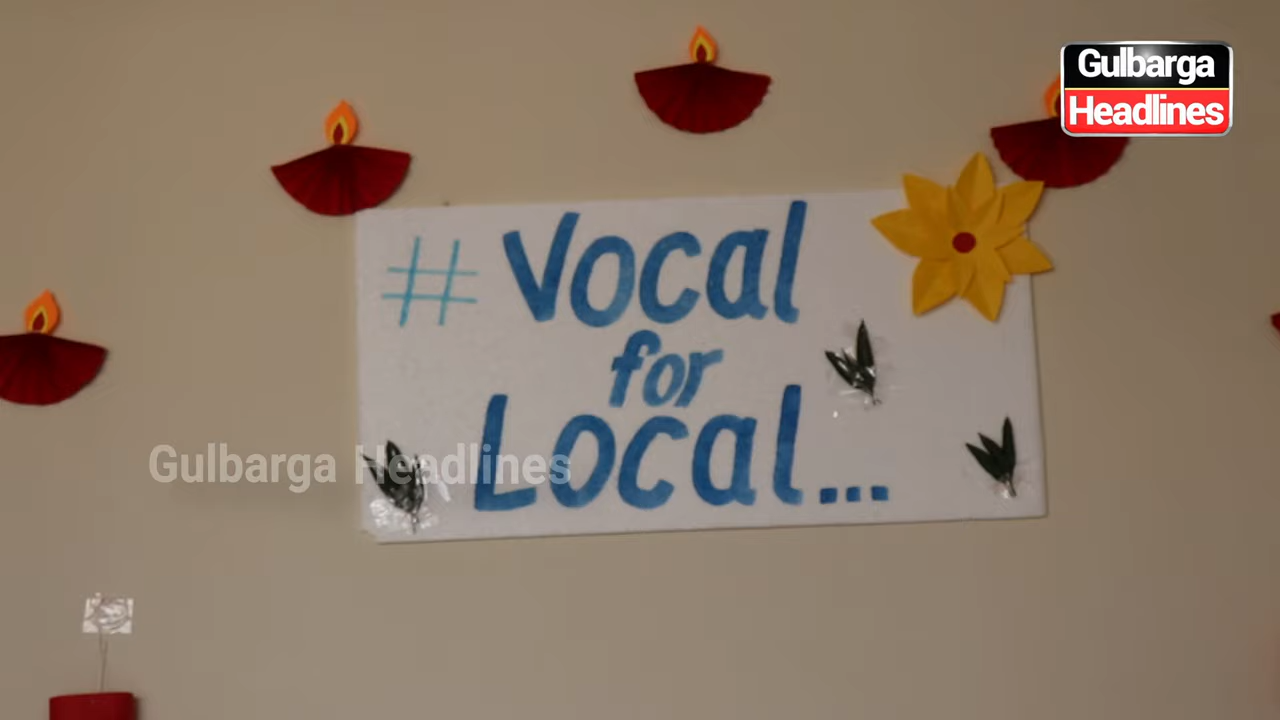 Gulbarga
Headlines
# Vocal
for
Local...
Gulbarga Headlines